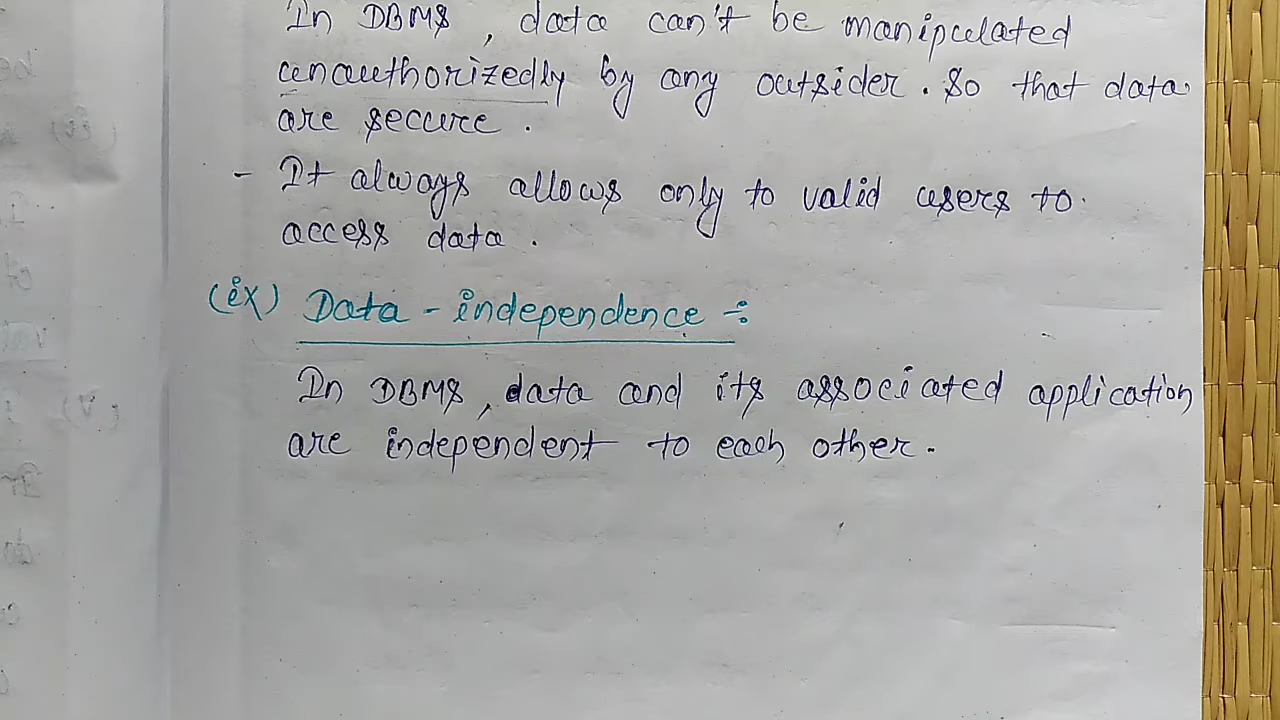 In DBMS, data can't be manipulated
unauthorizedly by any outsider. So that data
are secure.
- It always allows only to valid users to
access data.
(ix) Data - independence ÷
In DBMS, data and its associated application
are independent to each other.
(v)